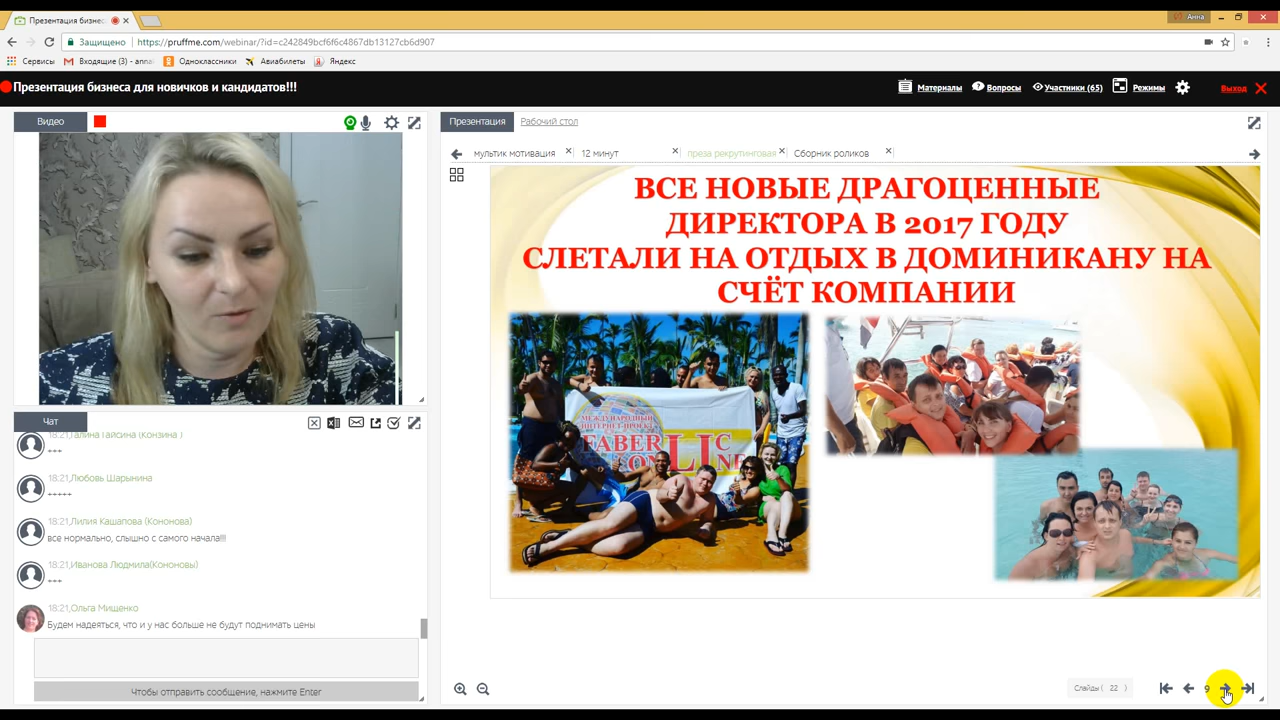 Презентация бизнес
Анна
Защищено
https://pruffme.com/webinar/?id=c242849bcf6f6c4867db13127cb6d907
Сервисы
Входящие (3) - anna
Одноклассники
Авиабилеты
Яндекс
Презентация бизнеса для новичков и кандидатов!!!
Материалы
Вопросы
Участники (65)
Режимы
Выход
Видео
Презентация
Рабочий стол
мультик мотивация
12 минут
преза рекрутинговая
Сборник роликов
ВСЕ НОВЫЕ ДРАГОЦЕННЫЕ
ДИРЕКТОРА В 2017 ГОДУ
СЛЕТАЛИ НА ОТДЫХ В ДОМИНИКАНУ НА
СЧЁТ КОМПАНИИ
МЕЖДУНАРОДНЫЙ
ИНТЕРНЕТ-ПРОЕКТ
FABERLIC
ONLINE
Чат
18:21,Галина Гайсина (Конзина )
+++
18:21,Любовь Шарынина
+++++
18:21,Лилия Кашапова (Кононова)
все нормально, слышно с самого начала!!!
18:21,Иванова Людмила(Кононовы)
+++
18:21,Ольга Мищенко
Будем надеяться, что и у нас больше не будут поднимать цены
Чтобы отправить сообщение, нажмите Enter
Слайды ( 22 )
9